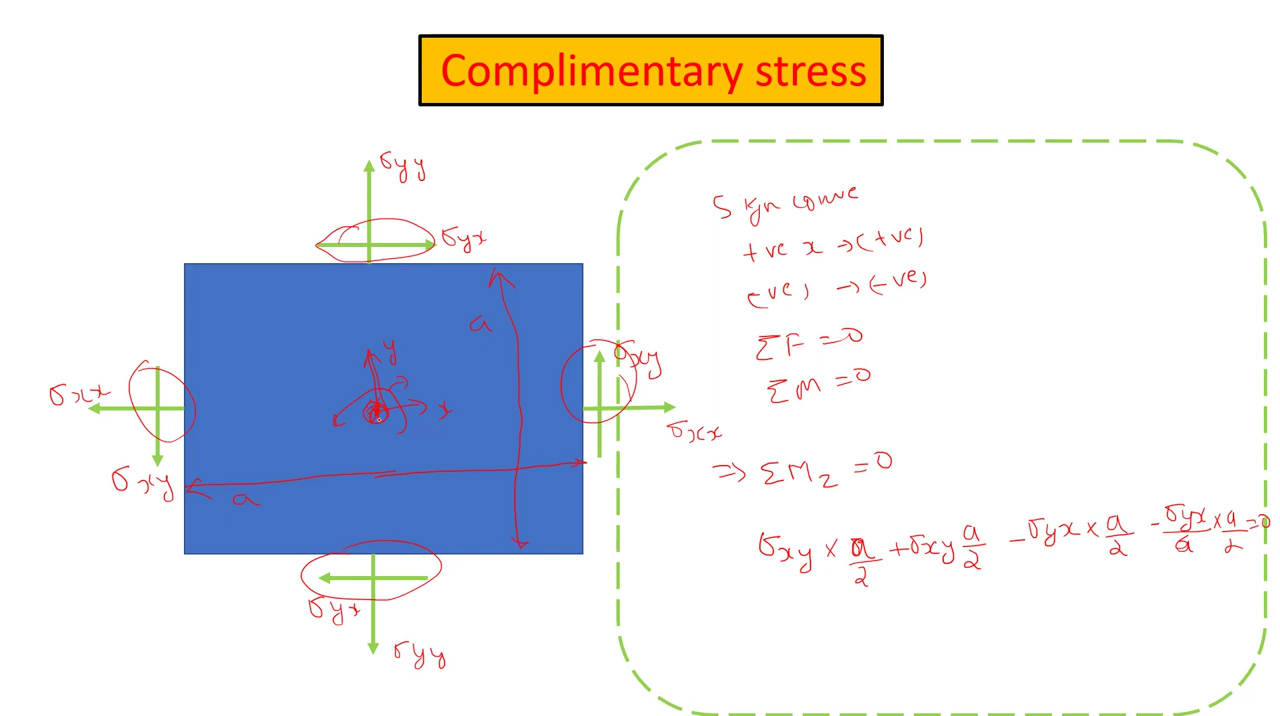 Complimentary stress
σyy
σyx
a
y
x
σxx
σxy
σxy
σxx
a
σyx
σyy
Sign conve
+ve x → (+ve)
(-ve) → (-ve)
ΣF = 0
ΣM = 0
⇒ ΣMz = 0
σxy × a/2 + σxy a/2 - σyx × a/2 - σyx/a × a/2 = 0